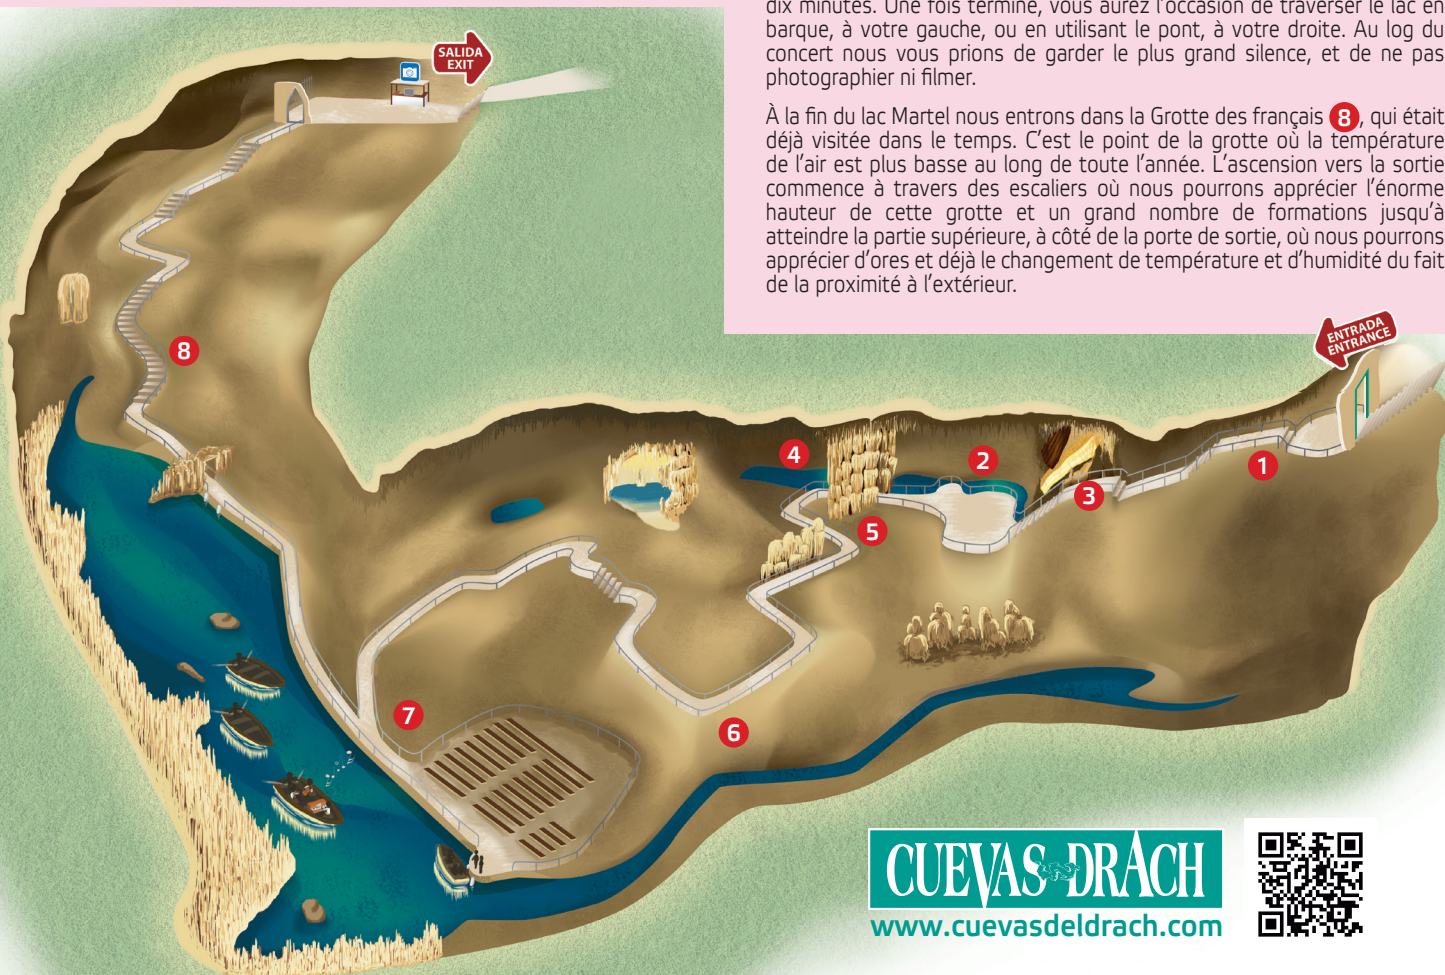 dix minutes. Une fois terminé, vous aurez l'occasion de traverser le lac en
barque, à votre gauche, ou en utilisant le pont, à votre droite. Au log du
concert nous vous prions de garder le plus grand silence, et de ne pas
photographier ni filmer.
À la fin du lac Martel nous entrons dans la Grotte des français 8, qui était
déjà visitée dans le temps. C'est le point de la grotte où la température
de l'air est plus basse au long de toute l'année. L'ascension vers la sortie
commence à travers des escaliers où nous pourrons apprécier l'énorme
hauteur de cette grotte et un grand nombre de formations jusqu'à
atteindre la partie supérieure, à côté de la porte de sortie, où nous pourrons
apprécier d'ores et déjà le changement de température et d'humidité du fait
de la proximité à l'extérieur.
SALIDA
EXIT
ENTRADA
ENTRANCE
8
4
2
1
3
5
7
6
CUEVAS DRACH
www.cuevasdeldrach.com